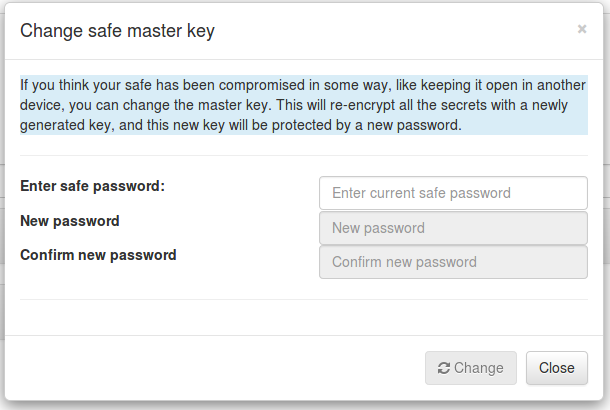 Change safe master key ×
If you think your safe has been compromised in some way, like keeping it open in another
device, you can change the master key. This will re-encrypt all the secrets with a newly
generated key, and this new key will be protected by a new password.
Enter safe password: Enter current safe password
New password New password
Confirm new password Confirm new password
Change Close